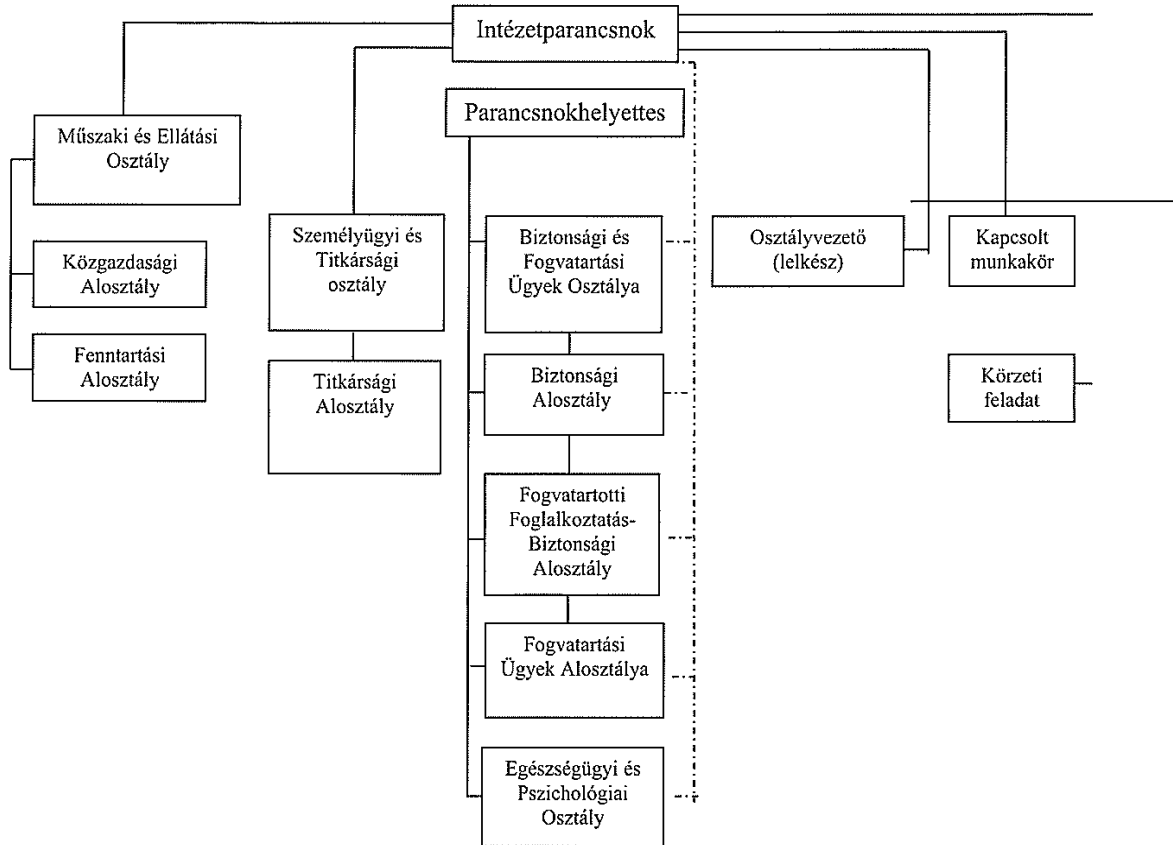 Intézetparancsnok
Parancsnokhelyettes
Műszaki és Ellátási
Osztály
Közgazdasági
Alosztály
Fenntartási
Alosztály
Személyügyi és
Titkársági
osztály
Titkársági
Alosztály
Biztonsági és
Fogvatartási
Ügyek Osztálya
Biztonsági
Alosztály
Fogvatartotti
Foglalkoztatás-
Biztonsági
Alosztály
Fogvatartási
Ügyek Alosztálya
Egészségügyi és
Pszichológiai
Osztály
Osztályvezető
(lelkész)
Kapcsolt
munkakör
Körzeti
feladat